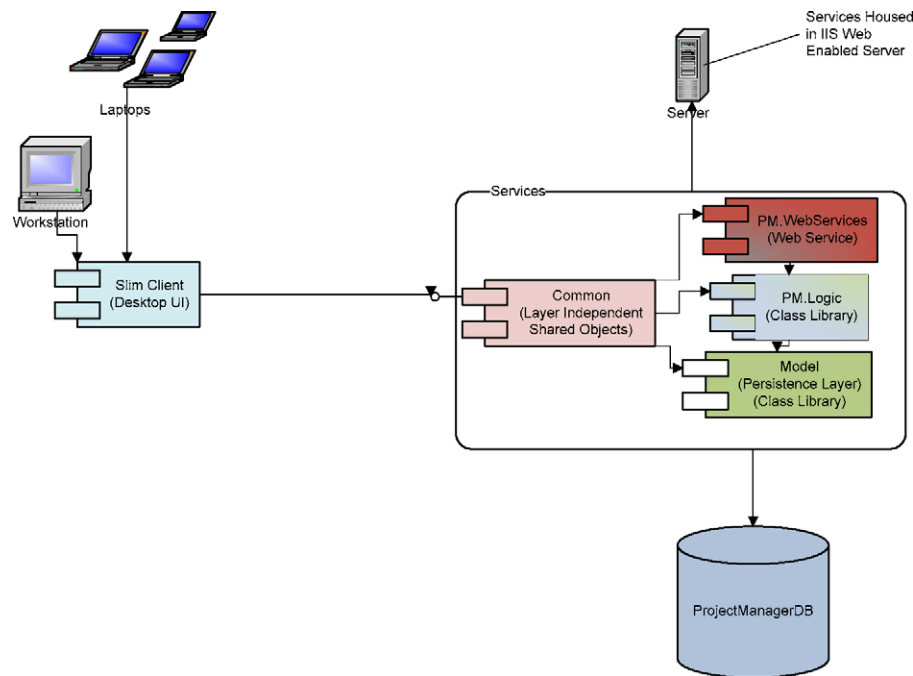 Services Housed
in IIS Web
Enabled Server
Laptops
Server
Workstation
Services
PM.WebServices
(Web Service)
Slim Client
(Desktop UI)
Common
(Layer Independent
Shared Objects)
PM.Logic
(Class Library)
Model
(Persistence Layer)
(Class Library)
ProjectManagerDB